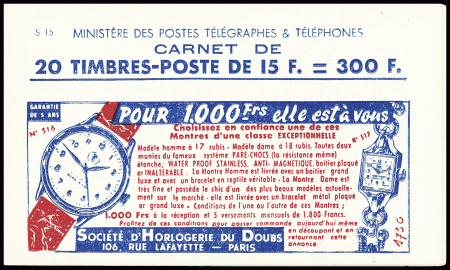 S 15 MINISTÈRE DES POSTES TÉLÉGRAPHES & TÉLÉPHONES
CARNET DE
20 TIMBRES-POSTE DE 15 F. = 300 F.
GARANTIE DE 5 ANS
POUR 1.000 Frs elle est à vous
Choisissez en confiance une de ces
Montres d'une classe EXCEPTIONNELLE
N° 516
N° 517
Modèle homme à 17 rubis - Modèle dame à 18 rubis. Toutes deux
munies du fameux système PARE-CHOCS (la résistance même)
étanche, WATER PROOF STAINLESS, ANTI-MAGNETIQUE, boîtier plaqué
or INALTERABLE. La Montre Homme est livrée avec un boîtier grand
luxe et avec un bracelet en reptile véritable - La Montre Dame est
très fine et possède le chic d'un des plus beaux modèles actuelle-
ment sur le marché - elle est livrée avec un bracelet métal plaqué
or grand luxe - Conditions de l'une ou l'autre de ces Montres ;
1.000 Frs à la réception et 5 versements mensuels de 1.800 Francs.
Profitez de ces conditions pour passer commande aujourd'hui même
en découpant et en
retournant cette
annonce.
SOCIÉTÉ D'HORLOGERIE DU DOUBS
106, RUE LAFAYETTE - PARIS
1730